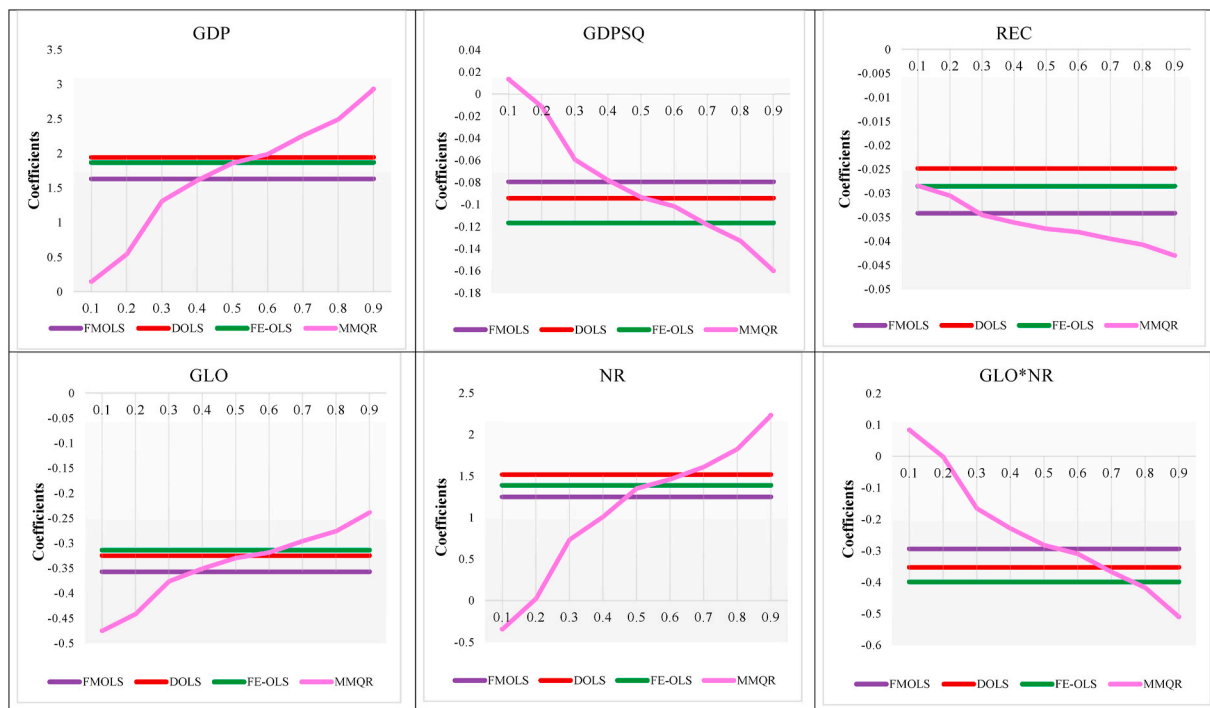 GDP
3.5
3
2.5
2
1.5
1
0.5
0
Coefficients
0.1 0.2 0.3 0.4 0.5 0.6 0.7 0.8 0.9
FMOLS DOLS FE-OLS MMQR
GDPSQ
0.04
0.02
0
-0.02
-0.04
-0.06
-0.08
-0.1
-0.12
-0.14
-0.16
-0.18
Coefficients
0.1 0.2 0.3 0.4 0.5 0.6 0.7 0.8 0.9
FMOLS DOLS FE-OLS MMQR
REC
0
-0.005
-0.01
-0.015
-0.02
-0.025
-0.03
-0.035
-0.04
-0.045
-0.05
Coefficients
0.1 0.2 0.3 0.4 0.5 0.6 0.7 0.8 0.9
FMOLS DOLS FE-OLS MMQR
GLO
0
-0.05
-0.1
-0.15
-0.2
-0.25
-0.3
-0.35
-0.4
-0.45
-0.5
Coefficients
0.1 0.2 0.3 0.4 0.5 0.6 0.7 0.8 0.9
FMOLS DOLS FE-OLS MMQR
NR
2.5
2
1.5
1
0.5
0
-0.5
Coefficients
0.1 0.2 0.3 0.4 0.5 0.6 0.7 0.8 0.9
FMOLS DOLS FE-OLS MMQR
GLO*NR
0.2
0.1
0
-0.1
-0.2
-0.3
-0.4
-0.5
-0.6
Coefficients
0.1 0.2 0.3 0.4 0.5 0.6 0.7 0.8 0.9
FMOLS DOLS FE-OLS MMQR